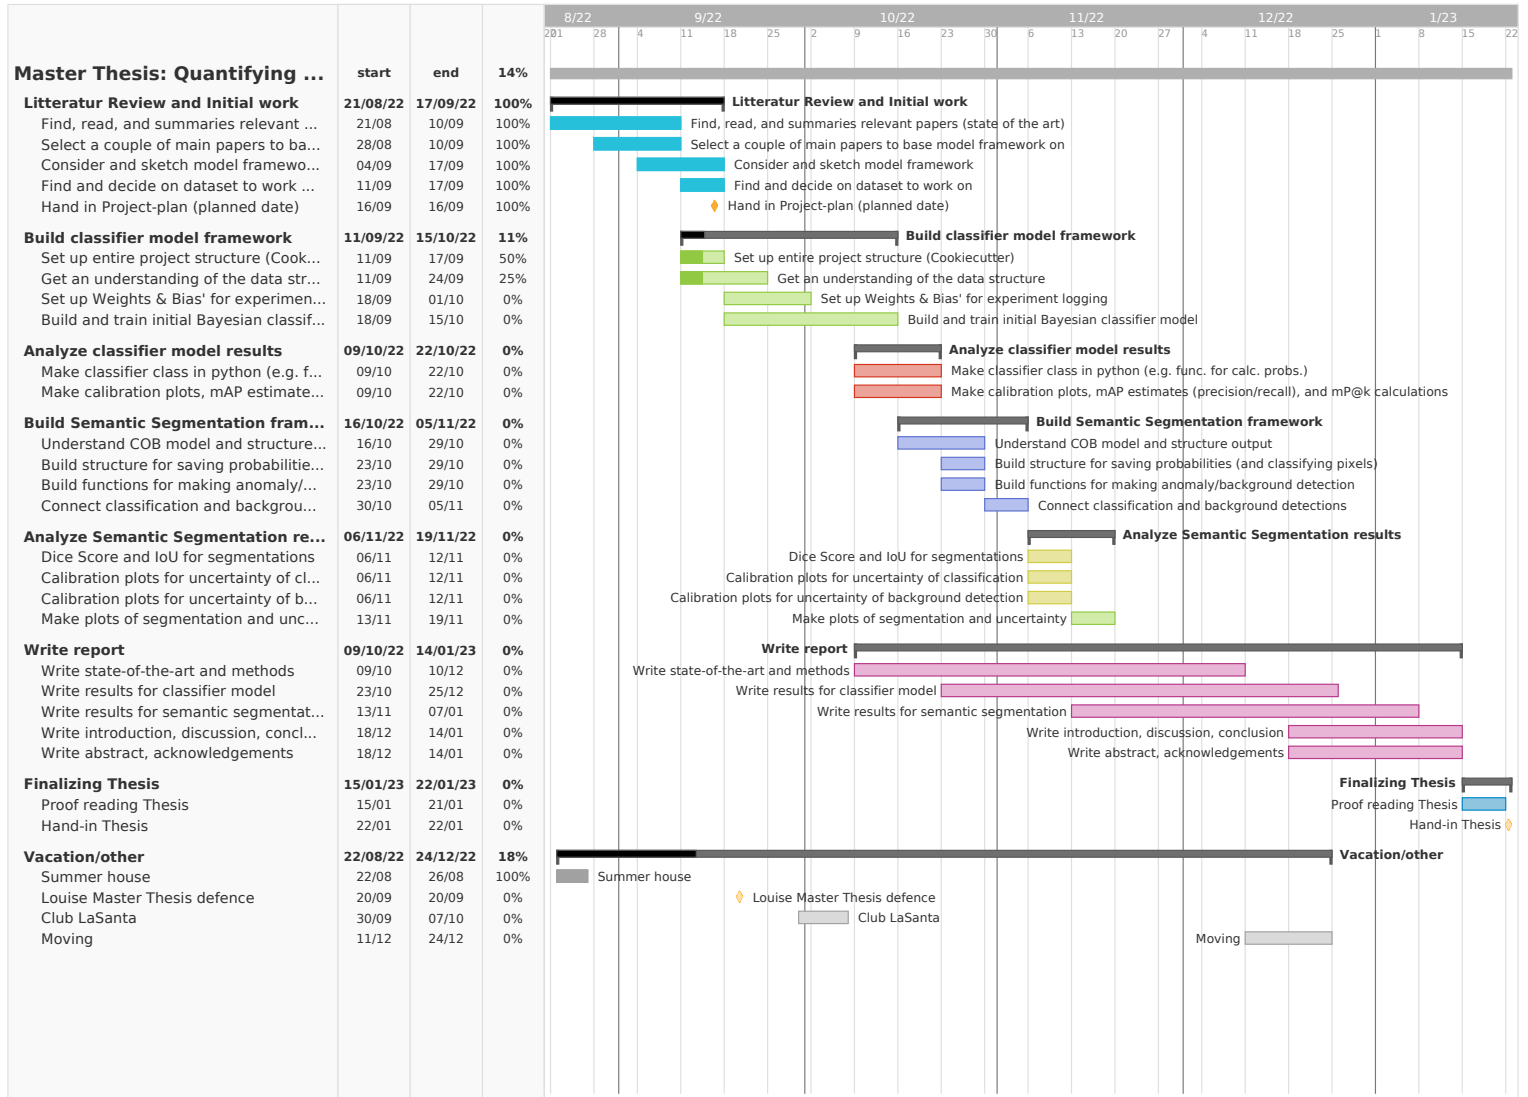 8/22 9/22 10/22 11/22 12/22 1/23
21 28 4 11 18 25 2 9 16 23 30 6 13 20 27 4 11 18 25 1 8 15 22
Master Thesis: Quantifying ... start end 14%
Litteratur Review and Initial work 21/08/22 17/09/22 100% Litteratur Review and Initial work
Find, read, and summaries relevant ... 21/08 10/09 100% Find, read, and summaries relevant papers (state of the art)
Select a couple of main papers to ba... 28/08 10/09 100% Select a couple of main papers to base model framework on
Consider and sketch model framewo... 04/09 17/09 100% Consider and sketch model framework
Find and decide on dataset to work ... 11/09 17/09 100% Find and decide on dataset to work on
Hand in Project-plan (planned date) 16/09 16/09 100% Hand in Project-plan (planned date)
Build classifier model framework 11/09/22 15/10/22 11% Build classifier model framework
Set up entire project structure (Cook... 11/09 17/09 50% Set up entire project structure (Cookiecutter)
Get an understanding of the data str... 11/09 24/09 25% Get an understanding of the data structure
Set up Weights & Bias' for experimen... 18/09 01/10 0% Set up Weights & Bias' for experiment logging
Build and train initial Bayesian classif... 18/09 15/10 0% Build and train initial Bayesian classifier model
Analyze classifier model results 09/10/22 22/10/22 0% Analyze classifier model results
Make classifier class in python (e.g. f... 09/10 22/10 0% Make classifier class in python (e.g. func. for calc. probs.)
Make calibration plots, mAP estimate... 09/10 22/10 0% Make calibration plots, mAP estimates (precision/recall), and mP@k calculations
Build Semantic Segmentation fram... 16/10/22 05/11/22 0% Build Semantic Segmentation framework
Understand COB model and structure... 16/10 29/10 0% Understand COB model and structure output
Build structure for saving probabilitie... 23/10 29/10 0% Build structure for saving probabilities (and classifying pixels)
Build functions for making anomaly/... 23/10 29/10 0% Build functions for making anomaly/background detection
Connect classification and backgrou... 30/10 05/11 0% Connect classification and background detections
Analyze Semantic Segmentation re... 06/11/22 19/11/22 0% Analyze Semantic Segmentation results
Dice Score and IoU for segmentations 06/11 12/11 0% Dice Score and IoU for segmentations
Calibration plots for uncertainty of cl... 06/11 12/11 0% Calibration plots for uncertainty of classification
Calibration plots for uncertainty of b... 06/11 12/11 0% Calibration plots for uncertainty of background detection
Make plots of segmentation and unc... 13/11 19/11 0% Make plots of segmentation and uncertainty
Write report 09/10/22 14/01/23 0% Write report
Write state-of-the-art and methods 09/10 10/12 0% Write state-of-the-art and methods
Write results for classifier model 23/10 25/12 0% Write results for classifier model
Write results for semantic segmentat... 13/11 07/01 0% Write results for semantic segmentation
Write introduction, discussion, concl... 18/12 14/01 0% Write introduction, discussion, conclusion
Write abstract, acknowledgements 18/12 14/01 0% Write abstract, acknowledgements
Finalizing Thesis 15/01/23 22/01/23 0% Finalizing Thesis
Proof reading Thesis 15/01 21/01 0% Proof reading Thesis
Hand-in Thesis 22/01 22/01 0% Hand-in Thesis
Vacation/other 22/08/22 24/12/22 18% Vacation/other
Summer house 22/08 26/08 100% Summer house
Louise Master Thesis defence 20/09 20/09 0% Louise Master Thesis defence
Club LaSanta 30/09 07/10 0% Club LaSanta
Moving 11/12 24/12 0% Moving